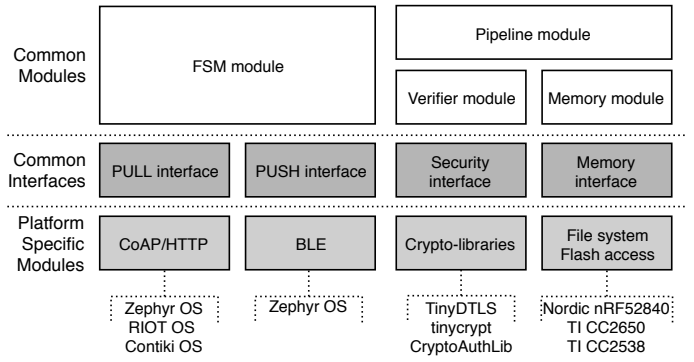 Common
Modules
FSM module
Pipeline module
Verifier module
Memory module
Common
Interfaces
PULL interface
PUSH interface
Security
interface
Memory
interface
Platform
Specific
Modules
CoAP/HTTP
BLE
Crypto-libraries
File system
Flash access
Zephyr OS
RIOT OS
Contiki OS
Zephyr OS
TinyDTLS
tinycrypt
CryptoAuthLib
Nordic nRF52840
TI CC2650
TI CC2538